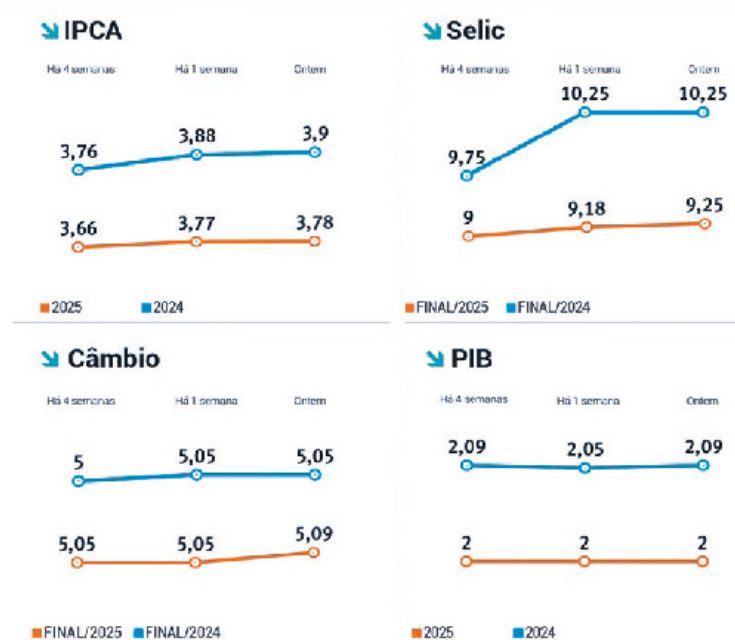 IPCA
Há 4 semanas Há 1 semana Ontem
3,76 3,88 3,9
3,66 3,77 3,78
2025 2024
Selic
Há 4 semanas Há 1 semana Ontem
9,75 10,25 10,25
9 9,18 9,25
FINAL/2025 FINAL/2024
Câmbio
Há 4 semanas Há 1 semana Ontem
5 5,05 5,05
5,05 5,05 5,09
FINAL/2025 FINAL/2024
PIB
Há 4 semanas Há 1 semana Ontem
2,09 2,05 2,09
2 2 2
2025 2024